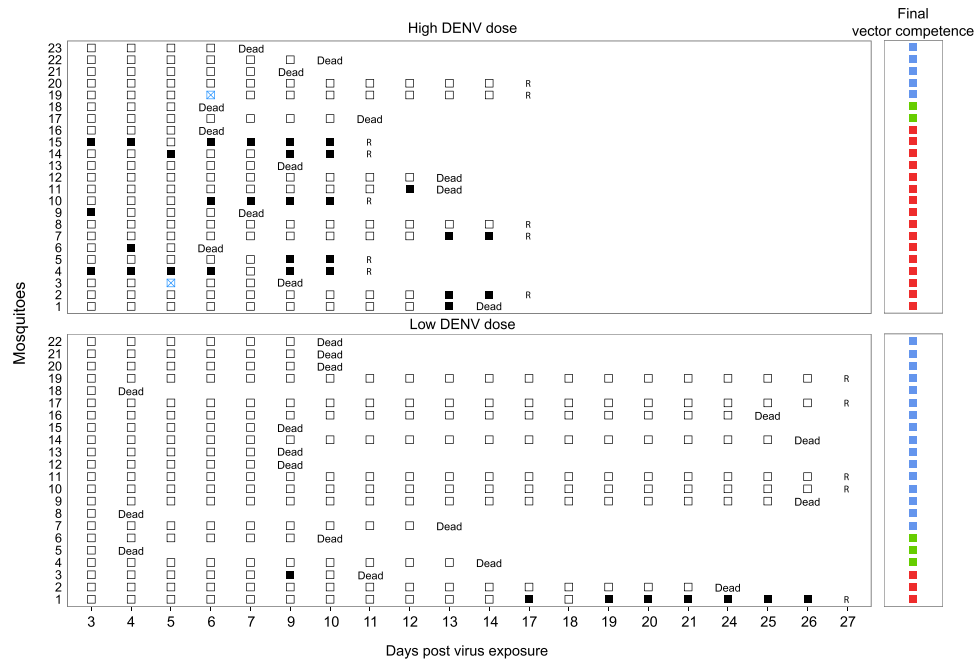 High DENV dose
Final
vector competence
23 Dead
22 Dead
21 Dead
20 R
19 R
18 Dead
17 Dead
16 Dead
15 R
14 R
13 Dead
12 Dead
11 Dead
10 R
9 Dead
8 R
7 R
6 Dead
5 R
4 R
3 Dead
2 R
1 Dead
Mosquitoes
Low DENV dose
22 Dead
21 Dead
20 Dead
19 R
18 Dead
17 R
16 Dead
15 Dead
14 Dead
13 Dead
12 Dead
11 R
10 R
9 Dead
8 Dead
7 Dead
6 Dead
5 Dead
4 Dead
3 Dead
2 Dead
1 R
3 4 5 6 7 9 10 11 12 13 14 17 18 19 20 21 24 25 26 27
Days post virus exposure